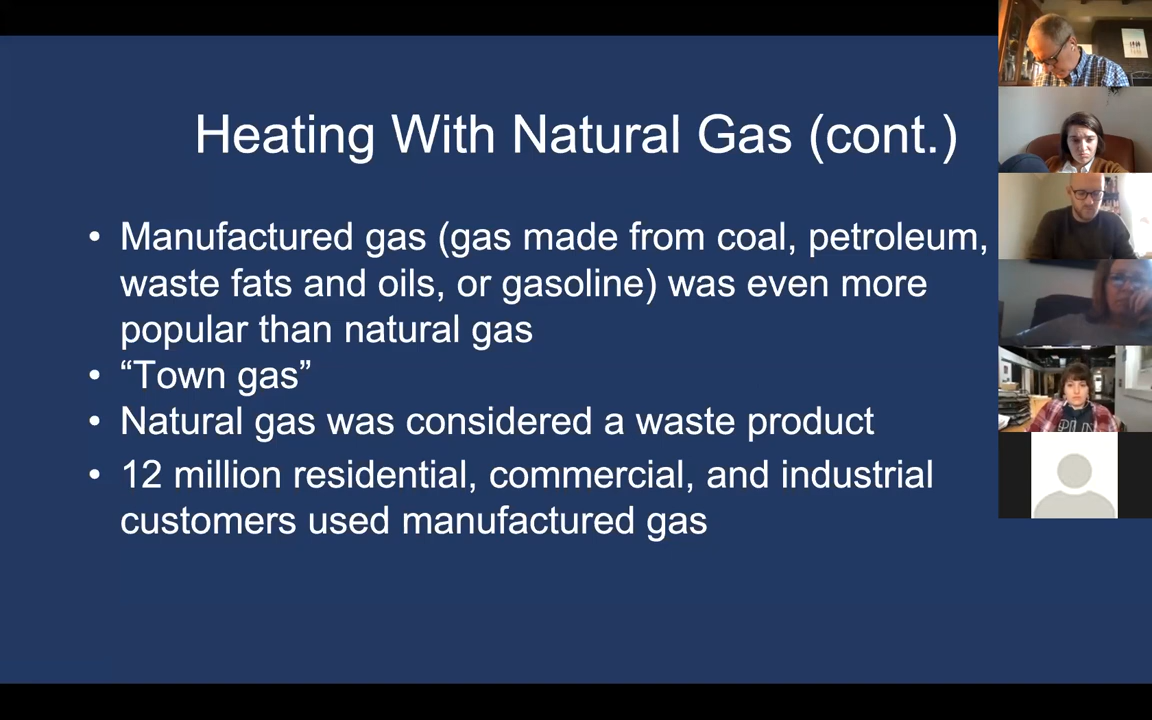 Heating With Natural Gas (cont.)
• Manufactured gas (gas made from coal, petroleum,
waste fats and oils, or gasoline) was even more
popular than natural gas
• “Town gas”
• Natural gas was considered a waste product
• 12 million residential, commercial, and industrial
customers used manufactured gas